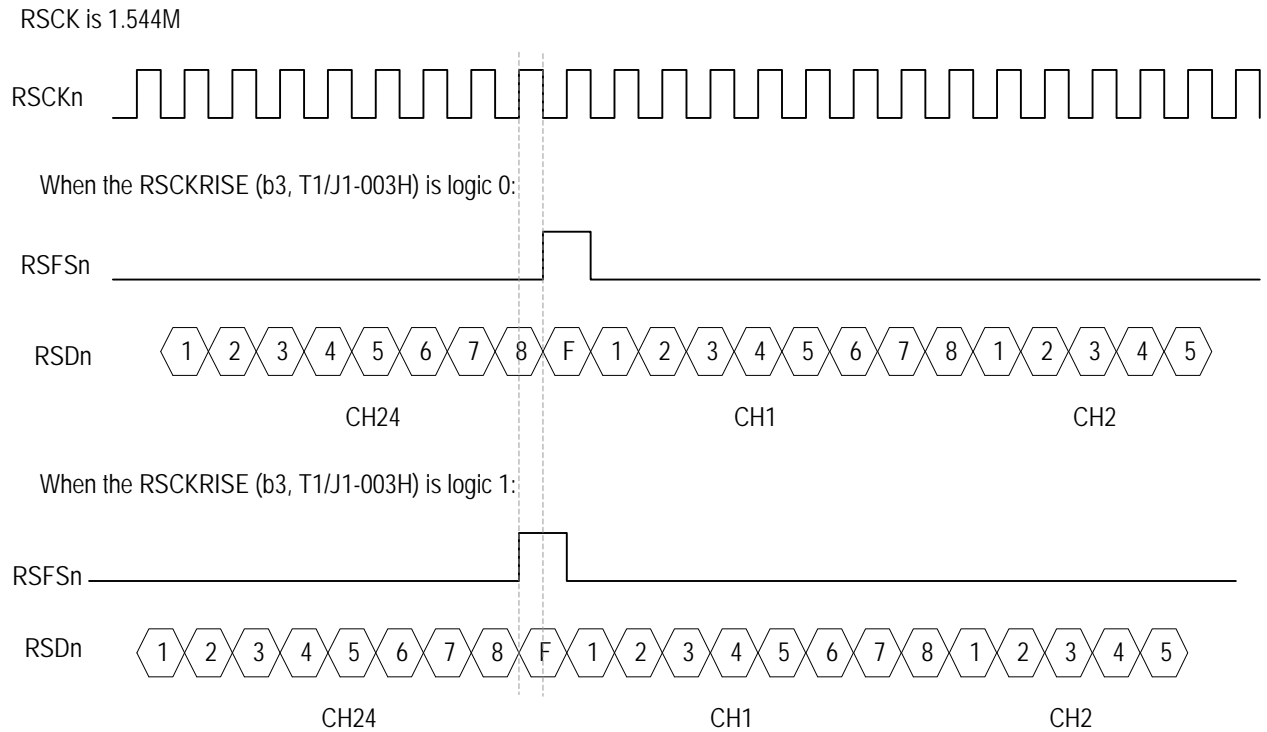 RSCK is 1.544M
RSCKn
When the RSCKRISE (b3, T1/J1-003H) is logic 0:
RSFSn
RSDn 1 2 3 4 5 6 7 8 F 1 2 3 4 5 6 7 8 1 2 3 4 5
CH24 CH1 CH2
When the RSCKRISE (b3, T1/J1-003H) is logic 1:
RSFSn
RSDn 1 2 3 4 5 6 7 8 F 1 2 3 4 5 6 7 8 1 2 3 4 5
CH24 CH1 CH2